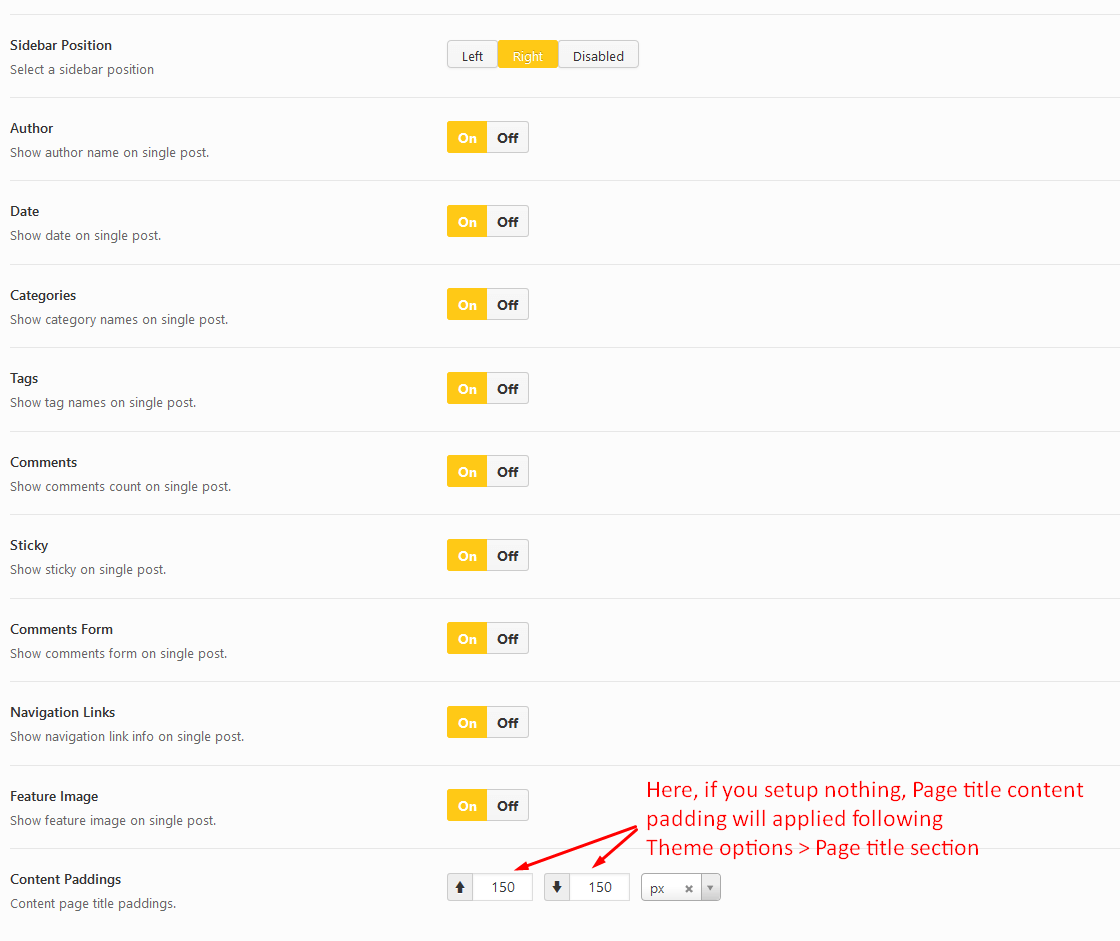 Sidebar Position
Select a sidebar position
Left Right Disabled
Author
Show author name on single post.
On Off
Date
Show date on single post.
On Off
Categories
Show category names on single post.
On Off
Tags
Show tag names on single post.
On Off
Comments
Show comments count on single post.
On Off
Sticky
Show sticky on single post.
On Off
Comments Form
Show comments form on single post.
On Off
Navigation Links
Show navigation link info on single post.
On Off
Feature Image
Show feature image on single post.
On Off
Here, if you setup nothing, Page title content
padding will applied following
Theme options > Page title section
Content Paddings
Content page title paddings.
150 150 px